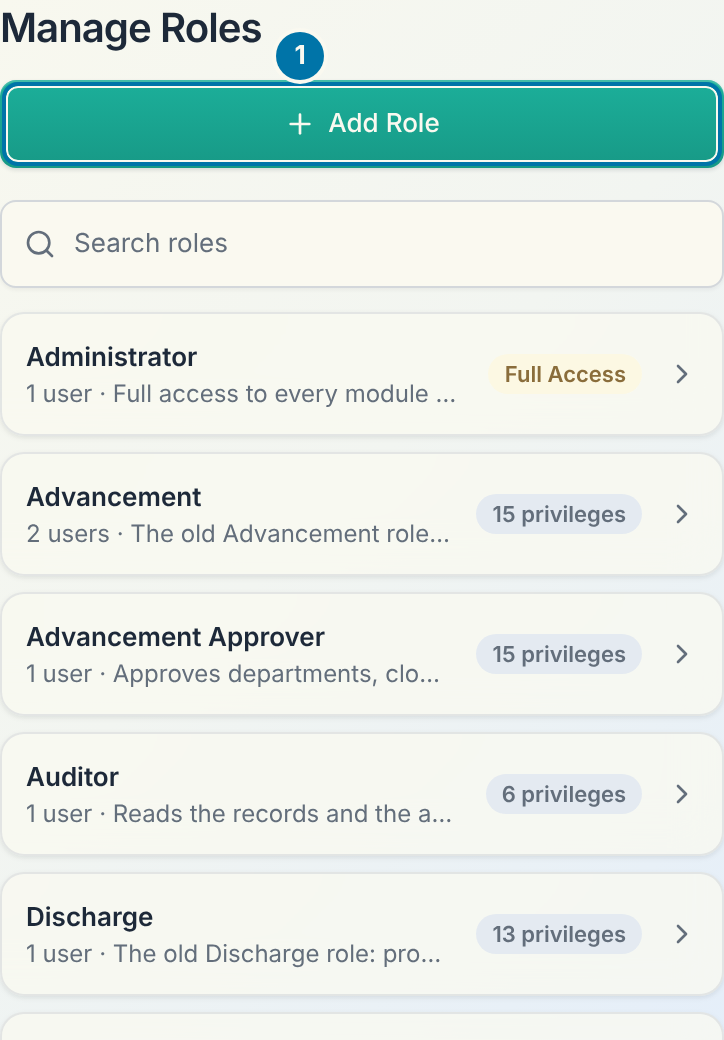 Manage Roles
1
Add Role
Search roles
Administrator
1 user · Full access to every module ...
Full Access
Advancement
2 users · The old Advancement role...
15 privileges
Advancement Approver
1 user · Approves departments, clo...
15 privileges
Auditor
1 user · Reads the records and the a...
6 privileges
Discharge
1 user · The old Discharge role: pro...
13 privileges